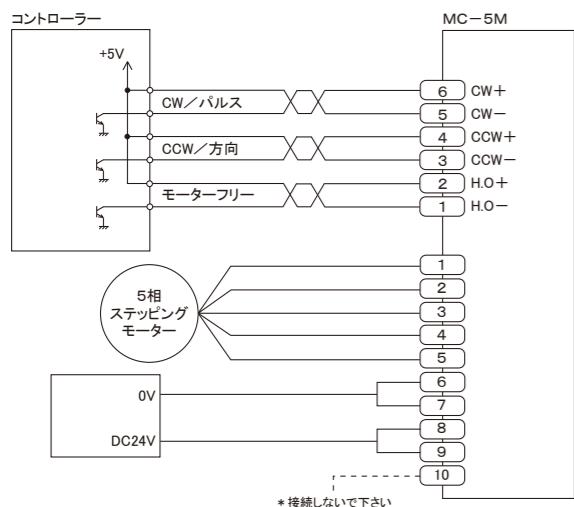 コントローラー
MC－5M
+5V
CW／パルス
6 CW＋
5 CW－
CCW／方向
4 CCW＋
3 CCW－
モーターフリー
2 H.O＋
1 H.O－
5相
ステッピング
モーター
1
2
3
4
5
0V
6
7
DC24V
8
9
10
＊接続しないで下さい